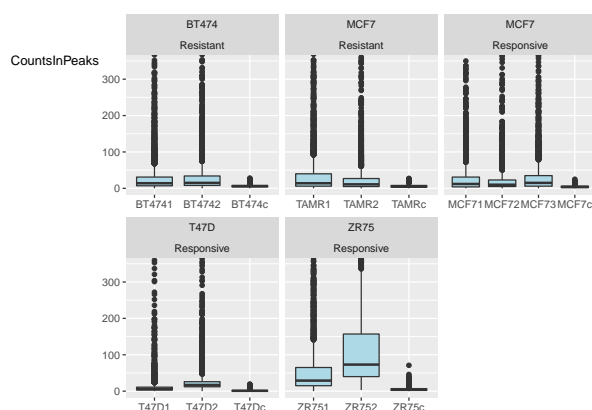 BT474
MCF7
MCF7
Resistant
Resistant
Responsive
CountsInPeaks
300
200
100
0
BT4741 BT4742 BT474c
TAMR1 TAMR2 TAMRc
MCF71 MCF72 MCF73 MCF7c
T47D
ZR75
Responsive
Responsive
300
200
100
0
T47D1 T47D2 T47Dc
ZR751 ZR752 ZR75c